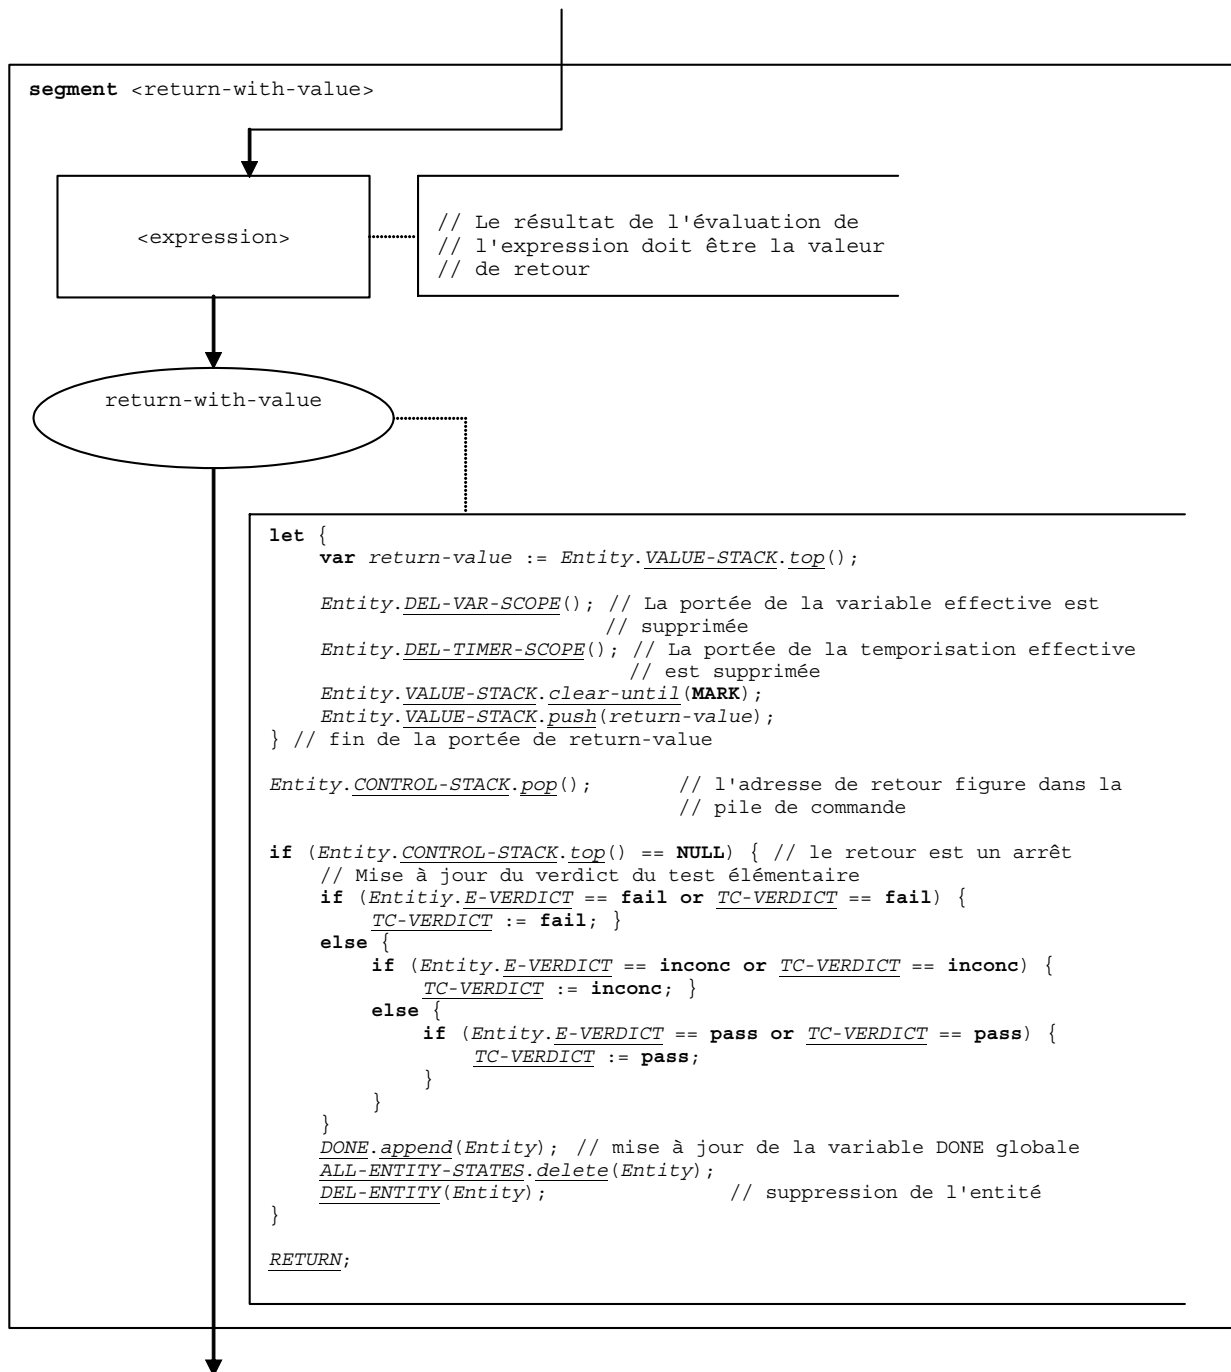 segment <return-with-value>
<expression>
// Le résultat de l'évaluation de
// l'expression doit être la valeur
// de retour
return-with-value
let {
var return-value := Entity.VALUE-STACK.top();
Entity.DEL-VAR-SCOPE(); // La portée de la variable effective est
// supprimée
Entity.DEL-TIMER-SCOPE(); // La portée de la temporisation effective
// est supprimée
Entity.VALUE-STACK.clear-until(MARK);
Entity.VALUE-STACK.push(return-value);
} // fin de la portée de return-value
Entity.CONTROL-STACK.pop(); // l'adresse de retour figure dans la
// pile de commande
if (Entity.CONTROL-STACK.top() == NULL) { // le retour est un arrêt
// Mise à jour du verdict du test élémentaire
if (Entitiy.E-VERDICT == fail or TC-VERDICT == fail) {
TC-VERDICT := fail; }
else {
if (Entity.E-VERDICT == inconc or TC-VERDICT == inconc) {
TC-VERDICT := inconc; }
else {
if (Entity.E-VERDICT == pass or TC-VERDICT == pass) {
TC-VERDICT := pass;
}
}
}
DONE.append(Entity); // mise à jour de la variable DONE globale
ALL-ENTITY-STATES.delete(Entity);
DEL-ENTITY(Entity); // suppression de l'entité
}
RETURN;